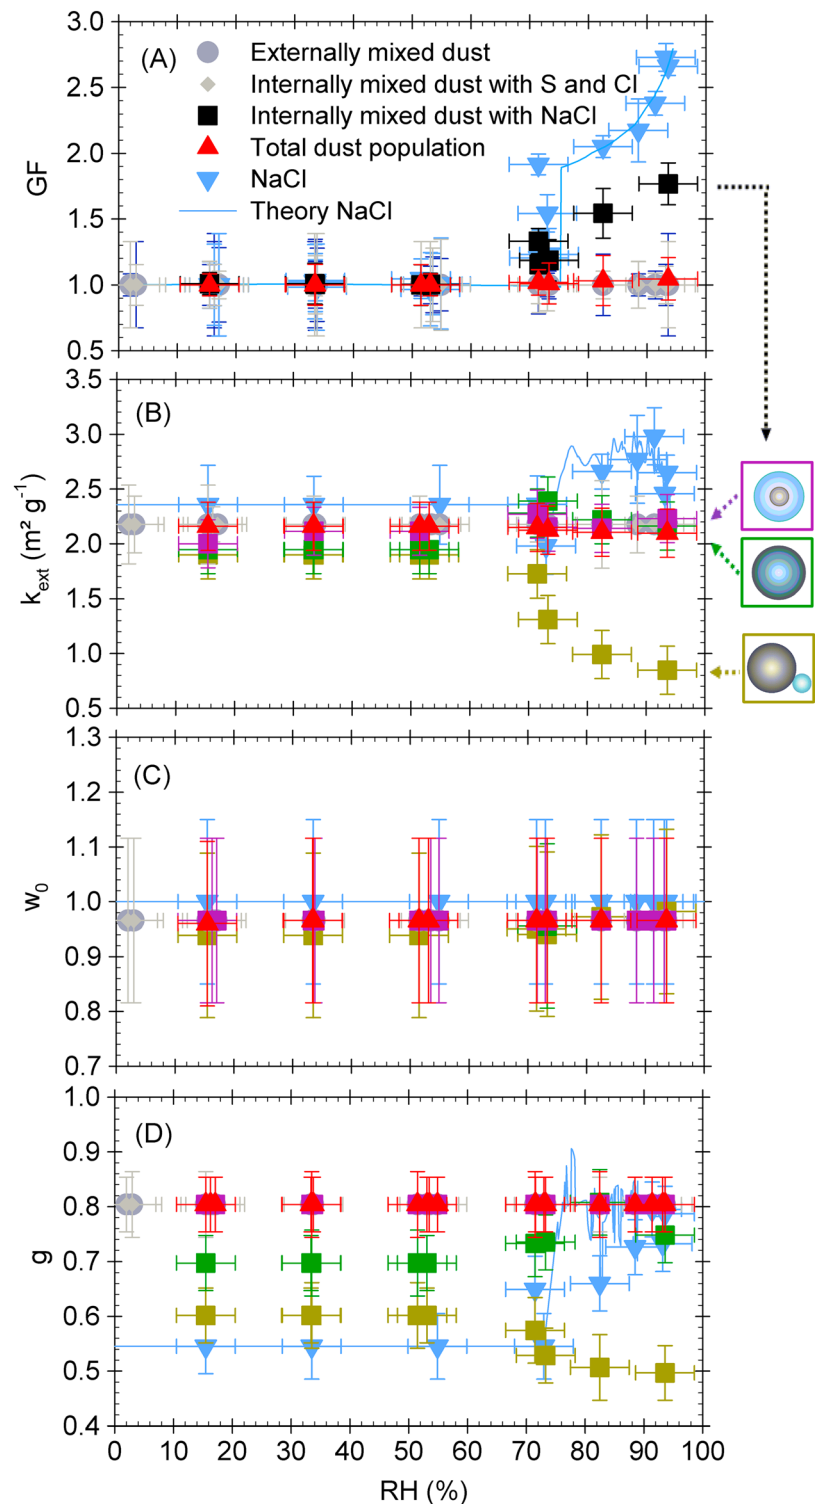 3.0
(A)
Externally mixed dust
Internally mixed dust with S and Cl
2.5
Internally mixed dust with NaCl
Total dust population
2.0
NaCl
Theory NaCl
GF
1.5
1.0
0.5
3.5
(B)
3.0
2.5
2.0
k_ext (m² g⁻¹)
1.5
1.0
0.5
1.3
(C)
1.2
1.1
1.0
w₀
0.9
0.8
0.7
1.0
(D)
0.9
0.8
0.7
g
0.6
0.5
0.4
0 10 20 30 40 50 60 70 80 90 100
RH (%)